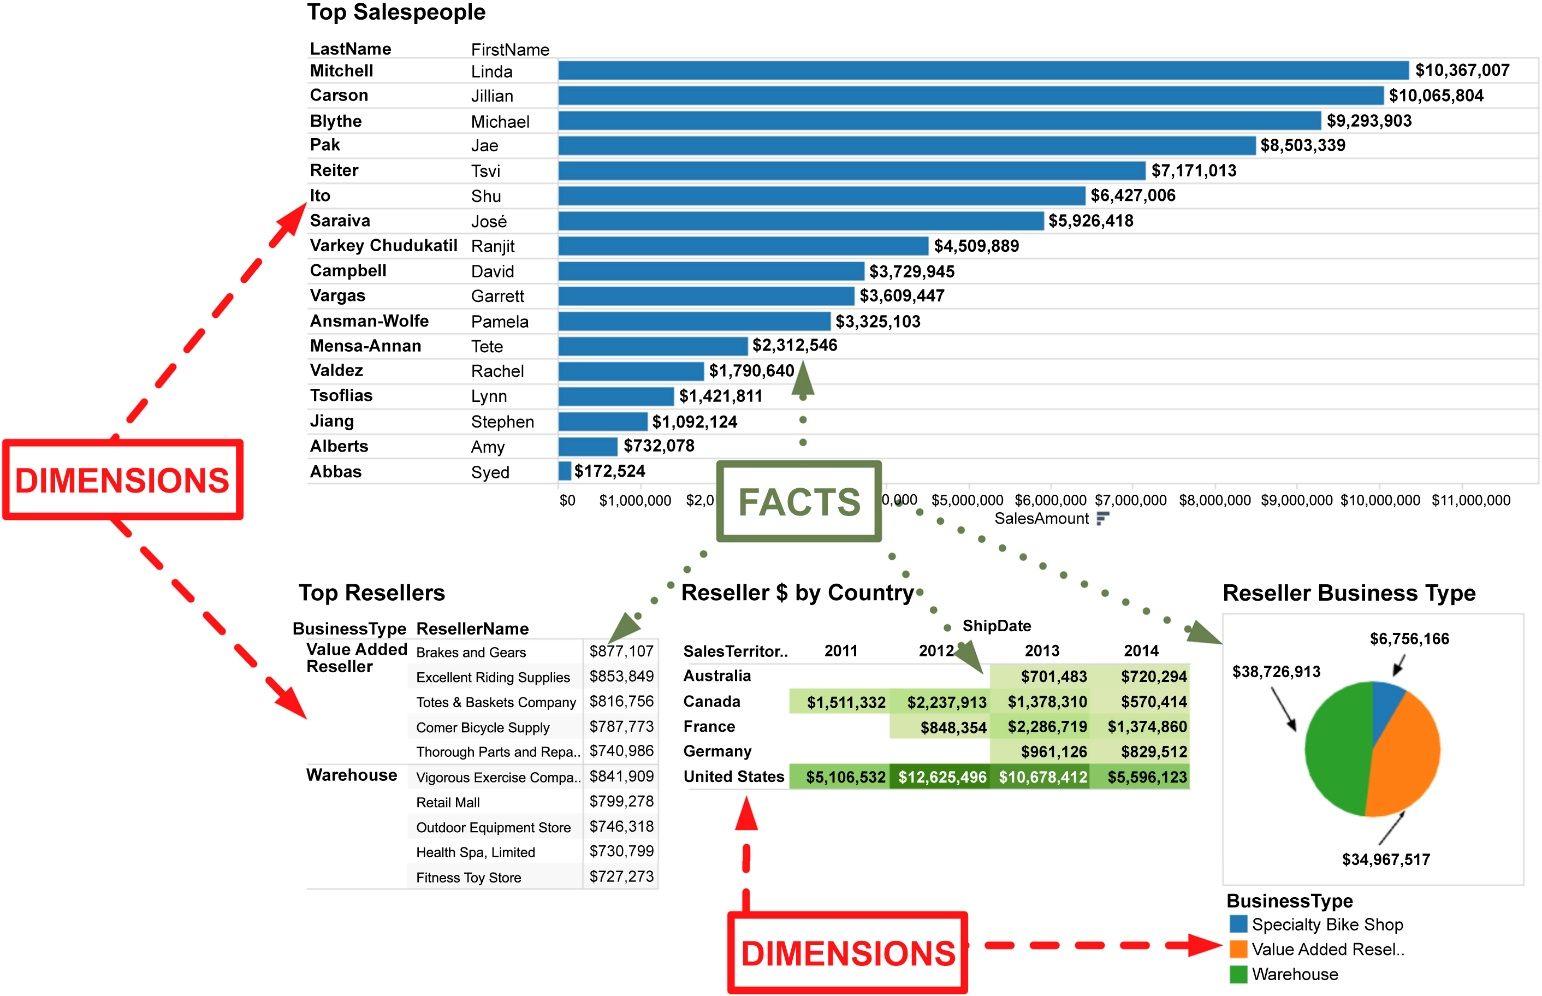 Top Salespeople
LastName FirstName
Mitchell Linda $10,367,007
Carson Jillian $10,065,804
Blythe Michael $9,293,903
Pak Jae $8,503,339
Reiter Tsvi $7,171,013
Ito Shu $6,427,006
Saraiva José $5,926,418
Varkey Chudukatil Ranjit $4,509,889
Campbell David $3,729,945
Vargas Garrett $3,609,447
Ansman-Wolfe Pamela $3,325,103
Mensa-Annan Tete $2,312,546
Valdez Rachel $1,790,640
Tsoflias Lynn $1,421,811
Jiang Stephen $1,092,124
Alberts Amy $732,078
Abbas Syed $172,524
DIMENSIONS
FACTS
$0 $1,000,000 $2,0 0,000 $5,000,000 $6,000,000 $7,000,000 $8,000,000 $9,000,000 $10,000,000 $11,000,000
SalesAmount
Top Resellers
BusinessType ResellerName
Value Added Reseller
Brakes and Gears $877,107
Excellent Riding Supplies $853,849
Totes & Baskets Company $816,756
Comer Bicycle Supply $787,773
Thorough Parts and Repa.. $740,986
Warehouse Vigorous Exercise Compa.. $841,909
Retail Mall $799,278
Outdoor Equipment Store $746,318
Health Spa, Limited $730,799
Fitness Toy Store $727,273
Reseller $ by Country
ShipDate
SalesTerritor.. 2011 2012 2013 2014
Australia $701,483 $720,294
Canada $1,511,332 $2,237,913 $1,378,310 $570,414
France $848,354 $2,286,719 $1,374,860
Germany $961,126 $829,512
United States $5,106,532 $12,625,496 $10,678,412 $5,596,123
DIMENSIONS
Reseller Business Type
$6,756,166
$38,726,913
$34,967,517
BusinessType
Specialty Bike Shop
Value Added Resel..
Warehouse